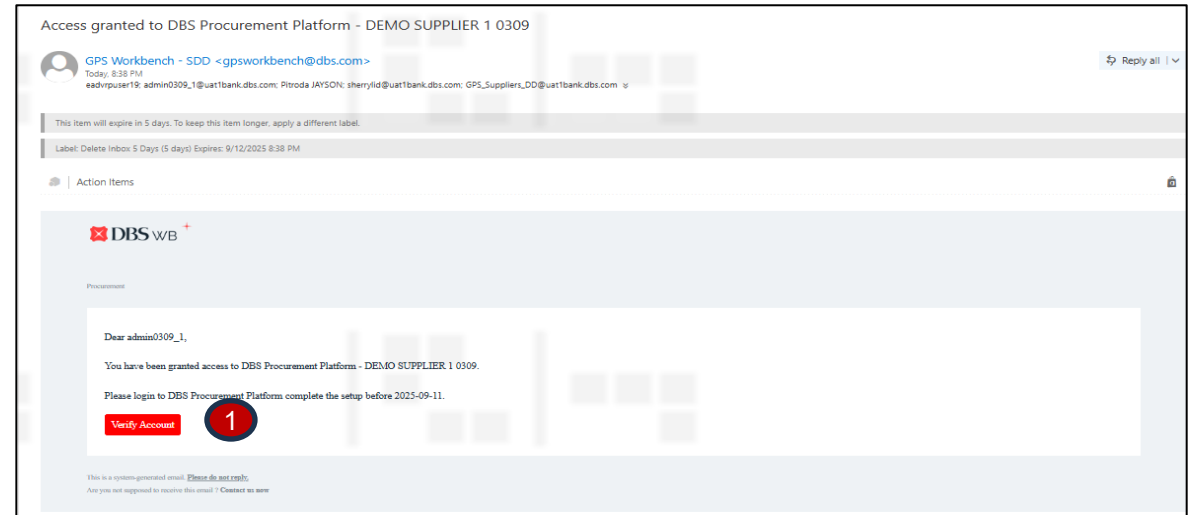 Access granted to DBS Procurement Platform - DEMO SUPPLIER 1 0309
GPS Workbench - SDD <gpsworkbench@dbs.com>
Reply all
Today, 8:38 PM
eadvrpuser19; admin0309_1@uat1bank.dbs.com; Pitroda JAYSON; sherrylid@uat1bank.dbs.com; GPS_Suppliers_DD@uat1bank.dbs.com
This item will expire in 5 days. To keep this item longer, apply a different label.
Label: Delete Inbox 5 Days (5 days) Expires: 9/12/2025 8:38 PM
Action Items
DBS WB
Procurement
Dear admin0309_1,
You have been granted access to DBS Procurement Platform - DEMO SUPPLIER 1 0309.
Please login to DBS Procurement Platform complete the setup before 2025-09-11.
Verify Account
1
This is a system-generated email. Please do not reply.
Are you not supposed to receive this email ? Contact us now